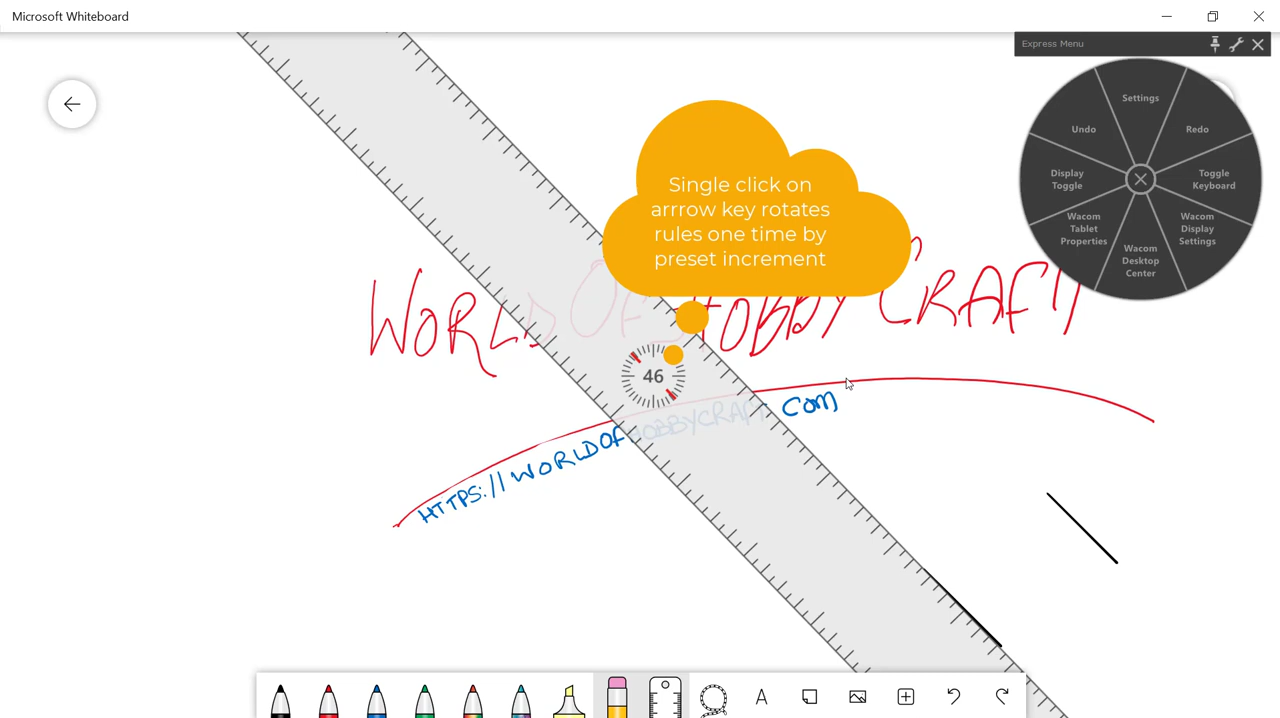 Microsoft Whiteboard
Express Menu
Settings
Undo
Redo
Display
Toggle
Toggle
Keyboard
Wacom
Tablet
Properties
Wacom
Display
Settings
Wacom
Desktop
Center
Single click on
arrrow key rotates
rules one time by
preset increment
WORLD OF HOBBY CRAFT
46
HTTPS://WORLDOFHOBBYCRAFT.COM
A